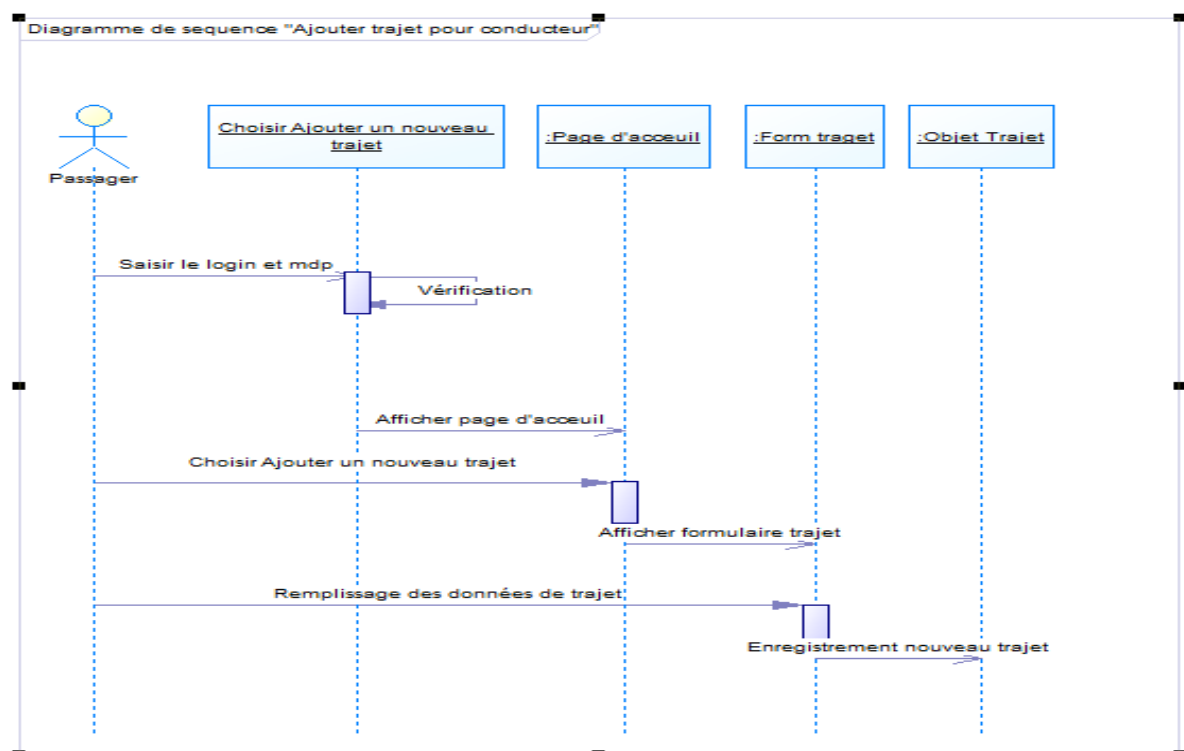 Diagramme de sequence "Ajouter trajet pour conducteur"
Passager
Choisir Ajouter un nouveau
trajet
:Page d'acceuil
:Form traget
:Objet Trajet
Saisir le login et mdp
Vérification
Afficher page d'acceuil
Choisir Ajouter un nouveau trajet
Afficher formulaire trajet
Remplissage des données de trajet
Enregistrement nouveau trajet